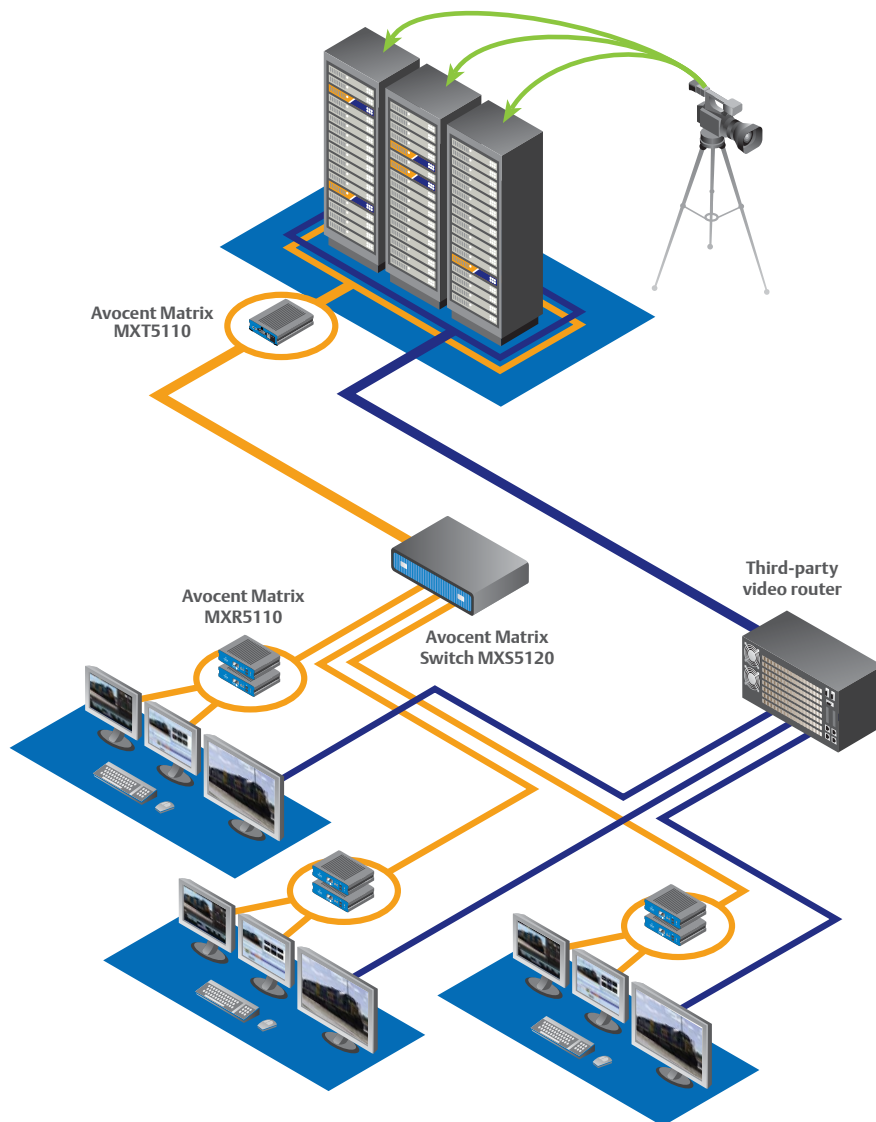 Avocent Matrix
MXT5110
Avocent Matrix
MXR5110
Avocent Matrix
Switch MXS5120
Third-party
video router